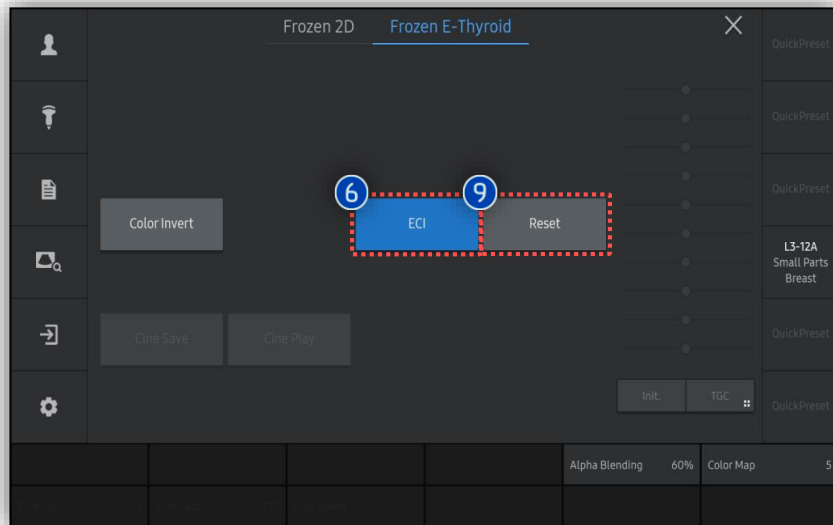 Frozen 2D Frozen E-Thyroid
QuickPreset
QuickPreset
QuickPreset
6 9
Color Invert ECI Reset
L3-12A
Small Parts
Breast
Cine Save Cine Play
QuickPreset
Init. TGC
QuickPreset
Alpha Blending 60% Color Map 5